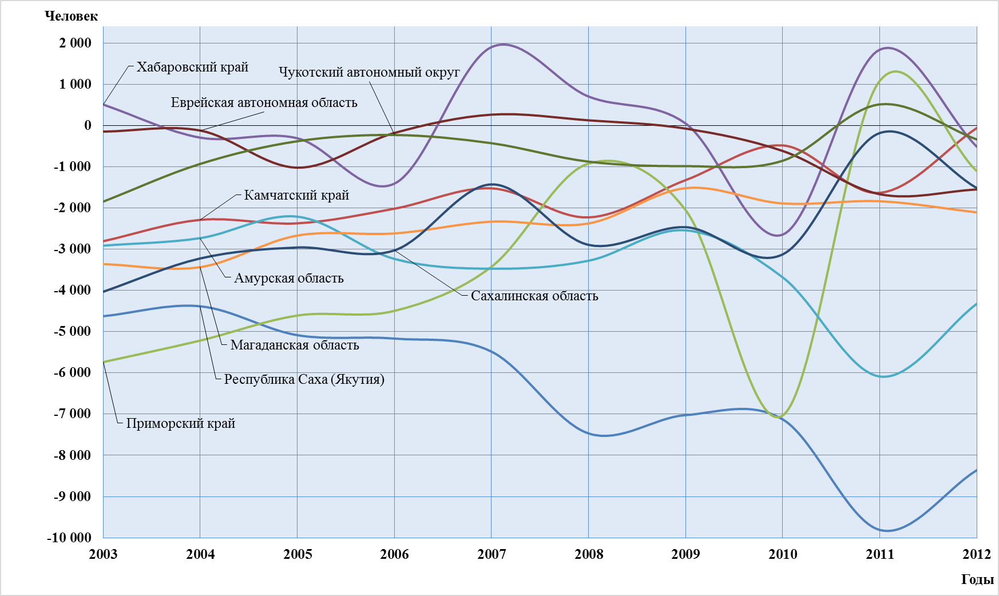 Человек
2 000
Хабаровский край
Чукотский автономный округ
1 000
Еврейская автономная область
0
-1 000
Камчатский край
-2 000
-3 000
Амурская область
-4 000
Сахалинская область
-5 000
Магаданская область
-6 000
Республика Саха (Якутия)
-7 000
Приморский край
-8 000
-9 000
-10 000
2003 2004 2005 2006 2007 2008 2009 2010 2011 2012
Годы